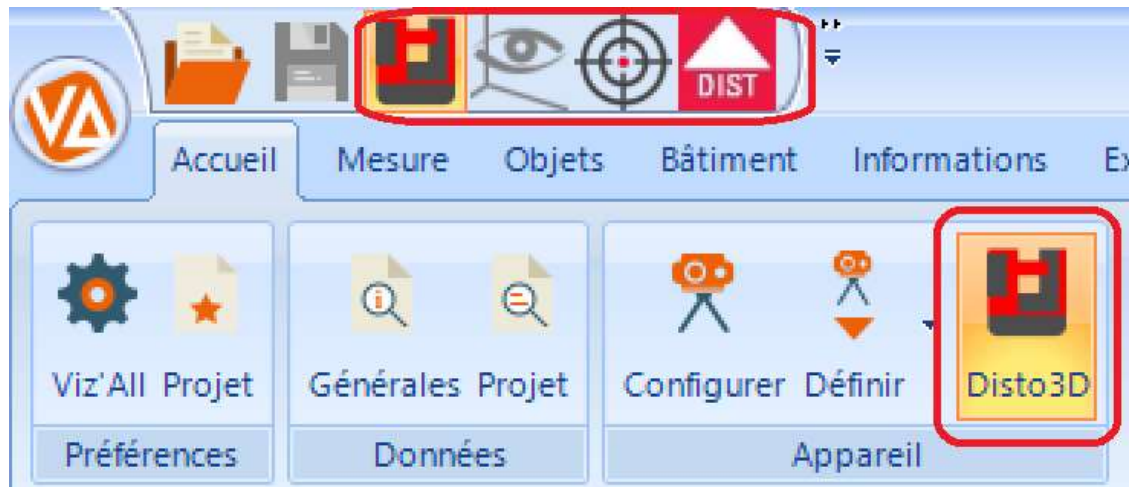 DIST
Accueil Mesure Objets Bâtiment Informations
Viz'All Projet Générales Projet Configurer Définir Disto3D
Préférences Données Appareil